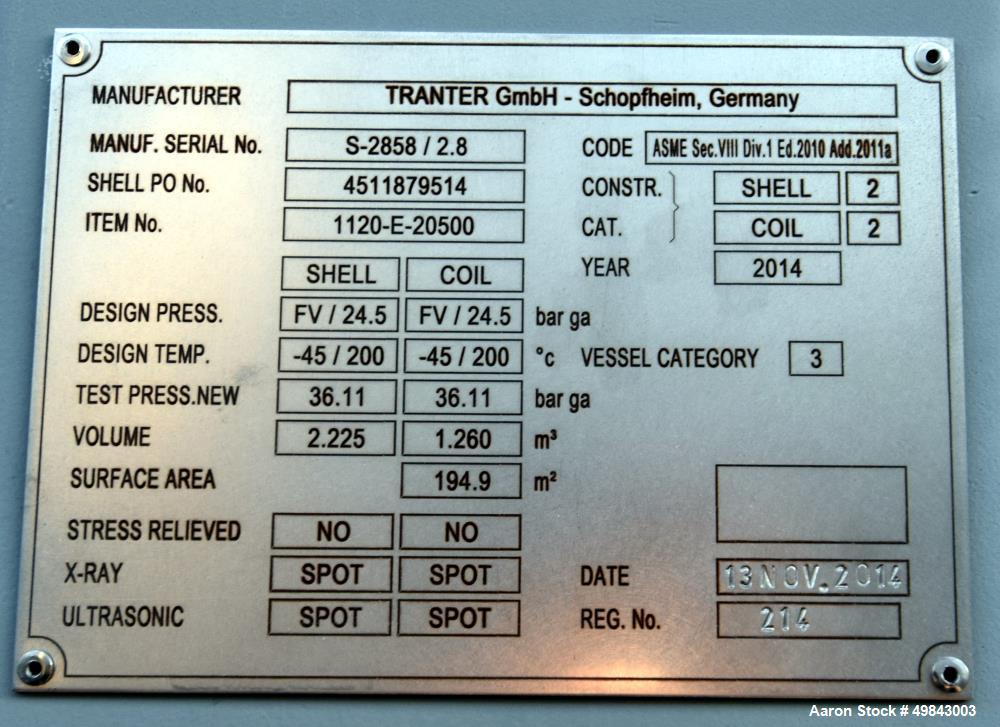 MANUFACTURER TRANTER GmbH - Schopfheim, Germany
MANUF. SERIAL No. S-2858 / 2.8 CODE ASME Sec.VIII Div.1 Ed.2010 Add.2011a
SHELL PO No. 4511879514 CONSTR. SHELL 2
ITEM No. 1120-E-20500 CAT. COIL 2
SHELL COIL YEAR 2014
DESIGN PRESS. FV / 24.5 FV / 24.5 bar ga
DESIGN TEMP. -45 / 200 -45 / 200 °c VESSEL CATEGORY 3
TEST PRESS.NEW 36.11 36.11 bar ga
VOLUME 2.225 1.260 m³
SURFACE AREA 194.9 m²
STRESS RELIEVED NO NO
X-RAY SPOT SPOT DATE 13 NOV. 2014
ULTRASONIC SPOT SPOT REG. No. 214
Aaron Stock # 49843003